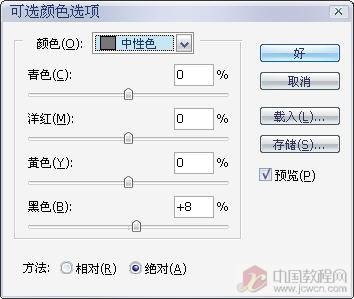 可选颜色选项
颜色(O): 中性色
好
青色(C): 0 %
取消
洋红(M): 0 %
载入(L)...
存储(S)...
黄色(Y): 0 %
预览(P)
黑色(B): +8 %
方法: 相对(R) 绝对(A)
中国教程网
www.jcwcn.com